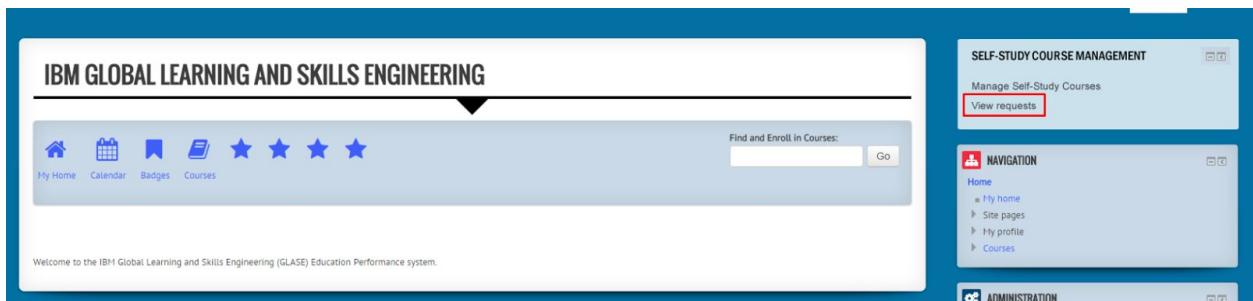 IBM GLOBAL LEARNING AND SKILLS ENGINEERING
My Home Calendar Badges Courses
Find and Enroll in Courses:
Go
Welcome to the IBM Global Learning and Skills Engineering (GLASE) Education Performance system.
SELF-STUDY COURSE MANAGEMENT
Manage Self-Study Courses
View requests
NAVIGATION
Home
My home
Site pages
My profile
Courses
ADMINISTRATION